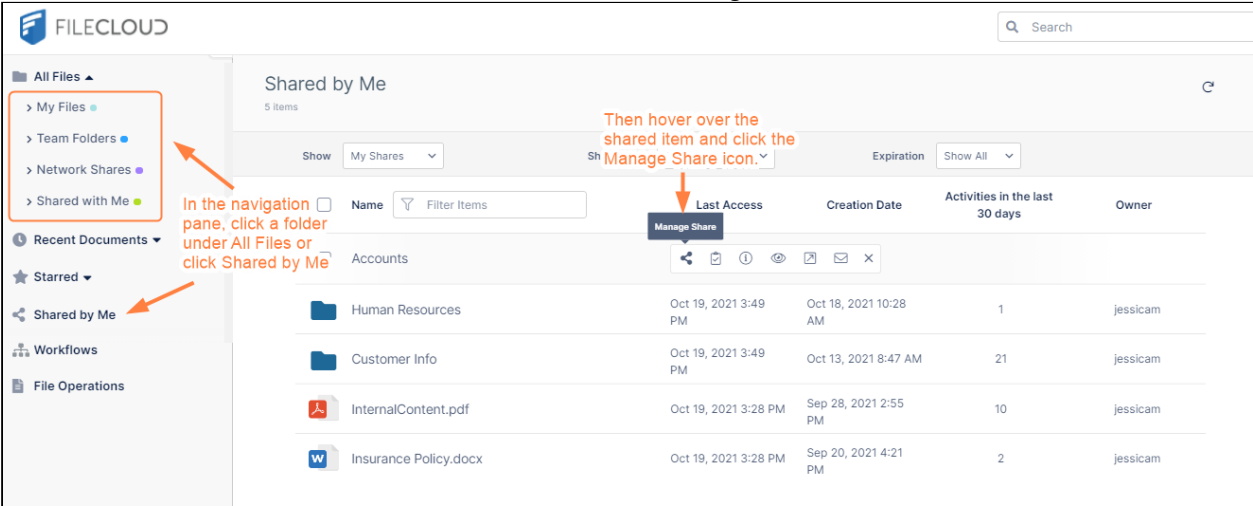 FILECLOUD
Search
All Files
My Files
Team Folders
Network Shares
Shared with Me
Recent Documents
Starred
Shared by Me
Workflows
File Operations
In the navigation
pane, click a folder
under All Files or
click Shared by Me
Shared by Me
5 items
Then hover over the
shared item and click the
Manage Share icon.
Show My Shares
Sh
Expiration Show All
Name Filter Items Last Access Creation Date Activities in the last
30 days Owner
Manage Share
Accounts
Human Resources Oct 19, 2021 3:49
PM Oct 18, 2021 10:28
AM 1 jessicam
Customer Info Oct 19, 2021 3:49
PM Oct 13, 2021 8:47 AM 21 jessicam
InternalContent.pdf Oct 19, 2021 3:28 PM Sep 28, 2021 2:55
PM 10 jessicam
Insurance Policy.docx Oct 19, 2021 3:28 PM Sep 20, 2021 4:21
PM 2 jessicam